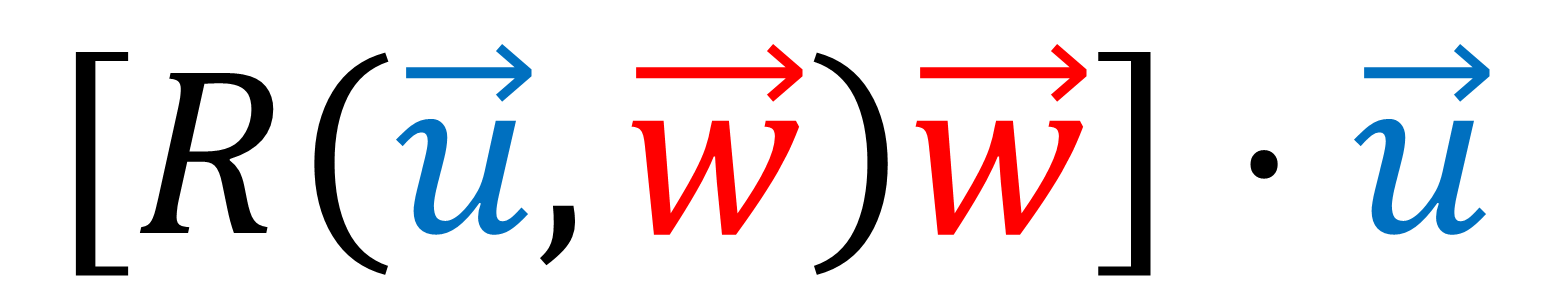 [R(u⃗, w⃗)w⃗] · u⃗